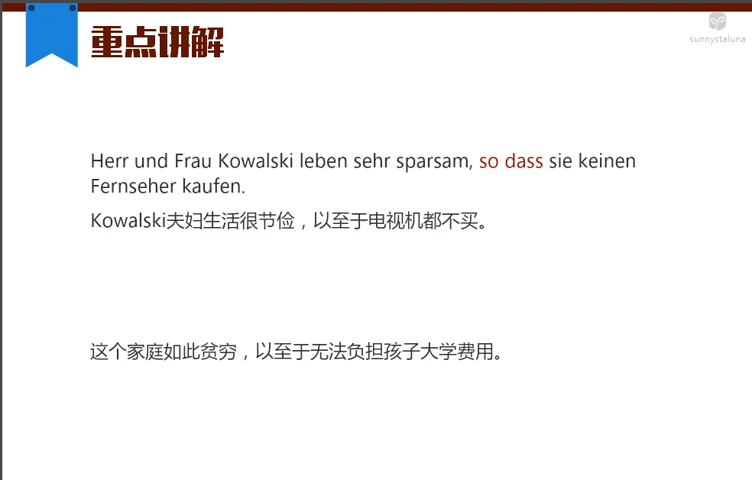 重点讲解
sunnystaluna
Herr und Frau Kowalski leben sehr sparsam, so dass sie keinen
Fernseher kaufen.
Kowalski夫妇生活很节俭，以至于电视机都不买。
这个家庭如此贫穷，以至于无法负担孩子大学费用。